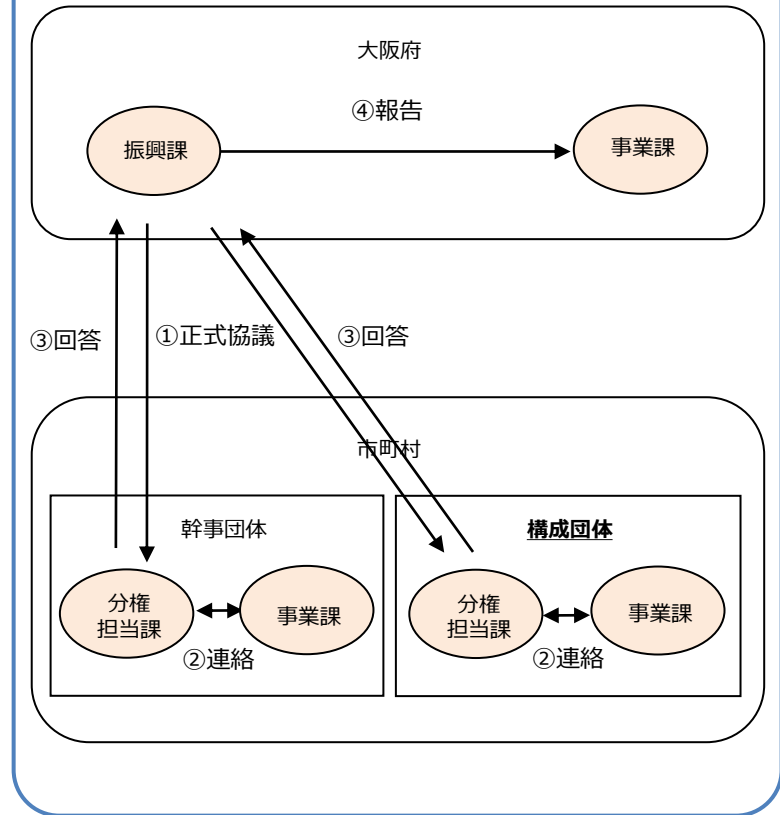 大阪府
④報告
振興課
事業課
③回答
①正式協議
③回答
市町村
幹事団体
構成団体
分権
担当課
事業課
分権
担当課
事業課
②連絡
②連絡